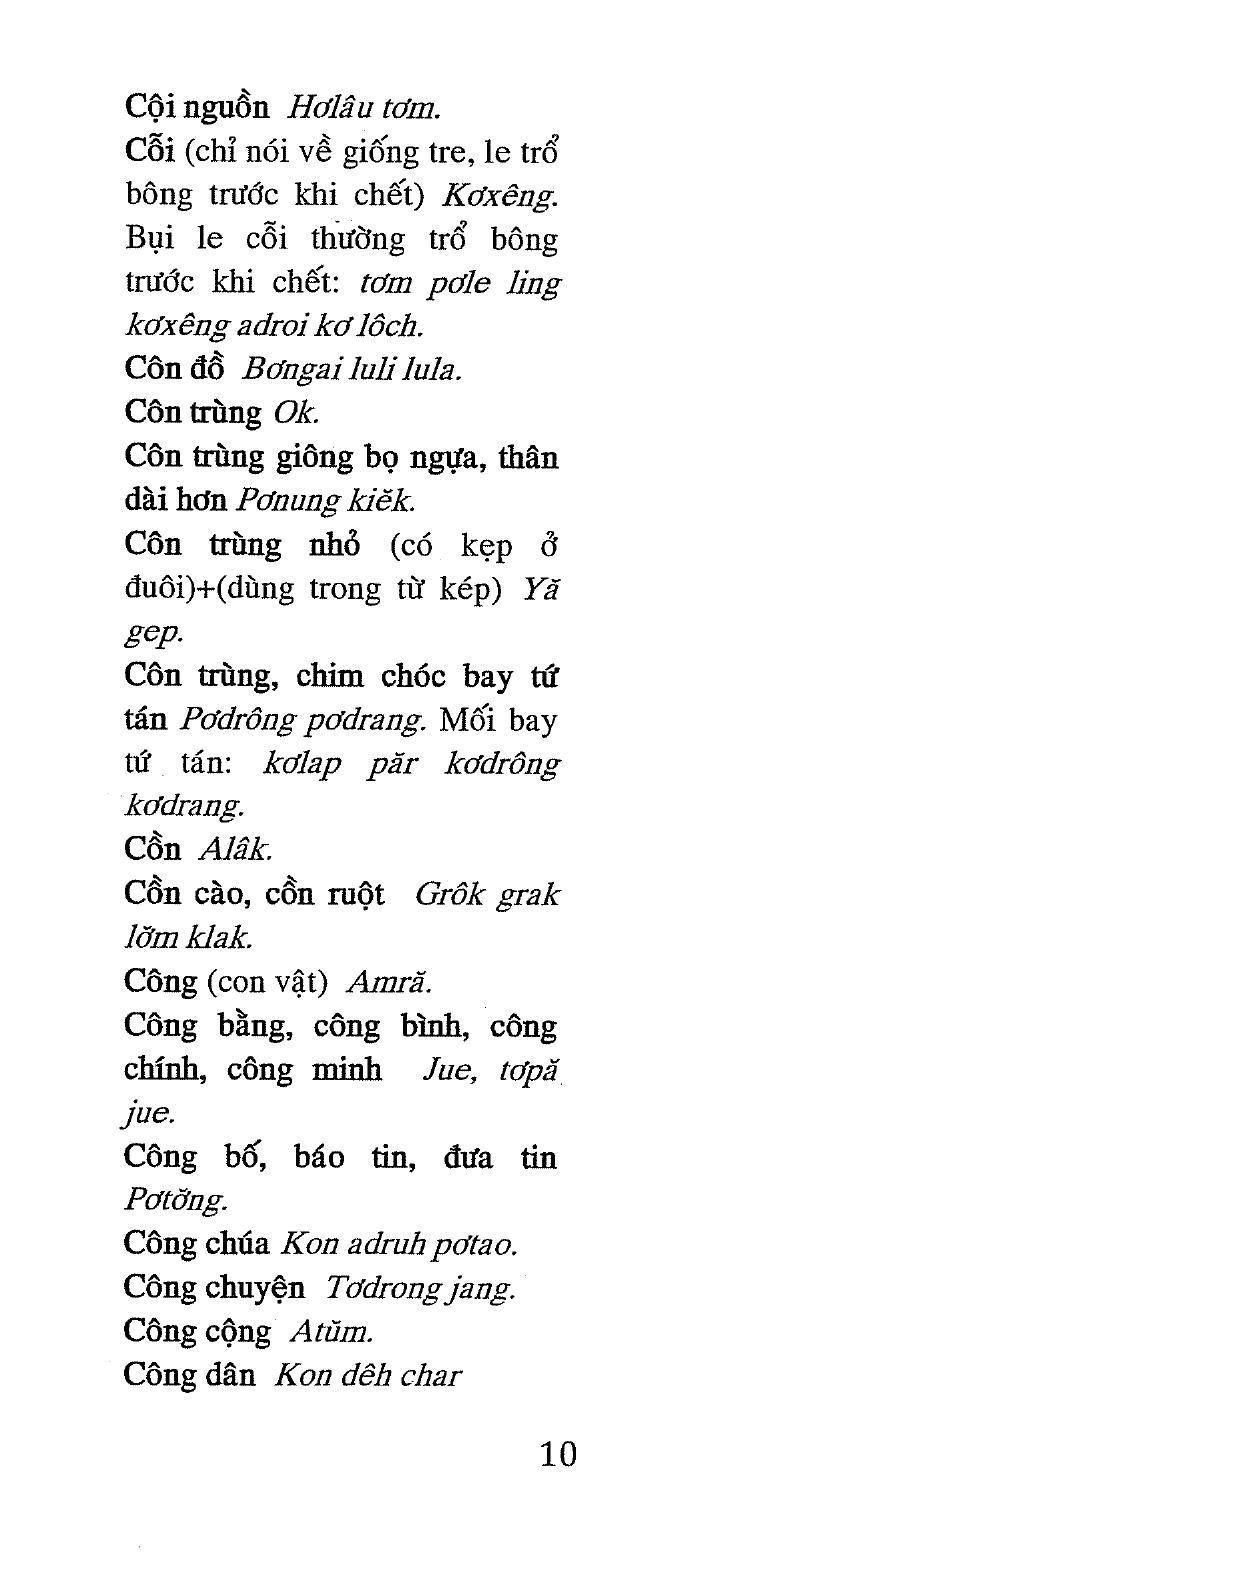 Cội nguồn Hơlâu tơm.
Cỗi (chỉ nói về giống tre, le trổ
bông trước khi chết) Kơxêng.
Bụi le cỗi thường trổ bông
trước khi chết: tơm pơle ling
kơxêng adroi kơ lôch.
Côn đồ Bơngai luli lula.
Côn trùng Ok.
Côn trùng giông bọ ngựa, thân
dài hơn Pơnung kiĕk.
Côn trùng nhỏ (có kẹp ở
đuôi)+(dùng trong từ kép) Yă
gep.
Côn trùng, chim chóc bay tứ
tán Pơdrông pơdrang. Mối bay
tứ tán: kơlap păr kơdrông
kơdrang.
Cồn Alâk.
Cồn cào, cồn ruột Grôk grak
lơ̆m klak.
Công (con vật) Amră.
Công bằng, công bình, công
chính, công minh Jue, tơpă
jue.
Công bố, báo tin, đưa tin
Pơtơ̆ng.
Công chúa Kon adruh pơtao.
Công chuyện Tơdrong jang.
Công cộng Atŭm.
Công dân Kon dêh char
10